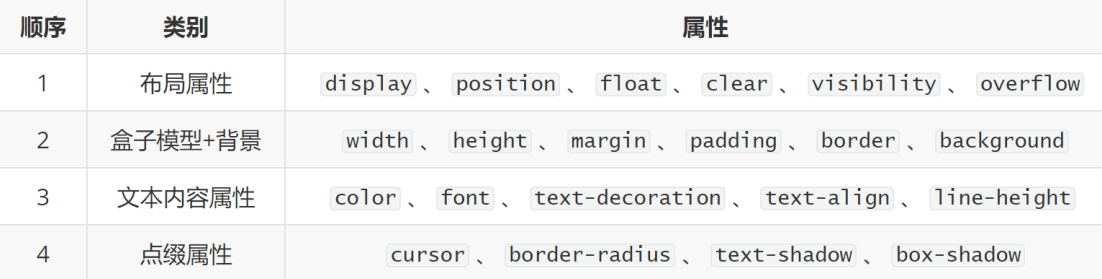 顺序 类别 属性
1 布局属性 display 、 position 、 float 、 clear 、 visibility 、 overflow
2 盒子模型+背景 width 、 height 、 margin 、 padding 、 border 、 background
3 文本内容属性 color 、 font 、 text-decoration 、 text-align 、 line-height
4 点缀属性 cursor 、 border-radius 、 text-shadow 、 box-shadow